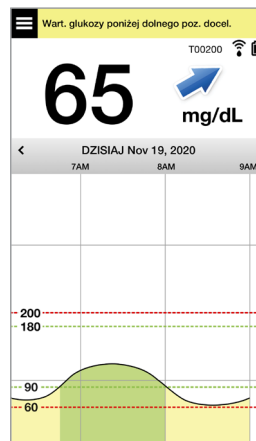 Wart. glukozy poniżej dolnego poz. docel.
T00200
65
mg/dL
DZISIAJ Nov 19, 2020
7AM 8AM 9AM
200
180
90
60